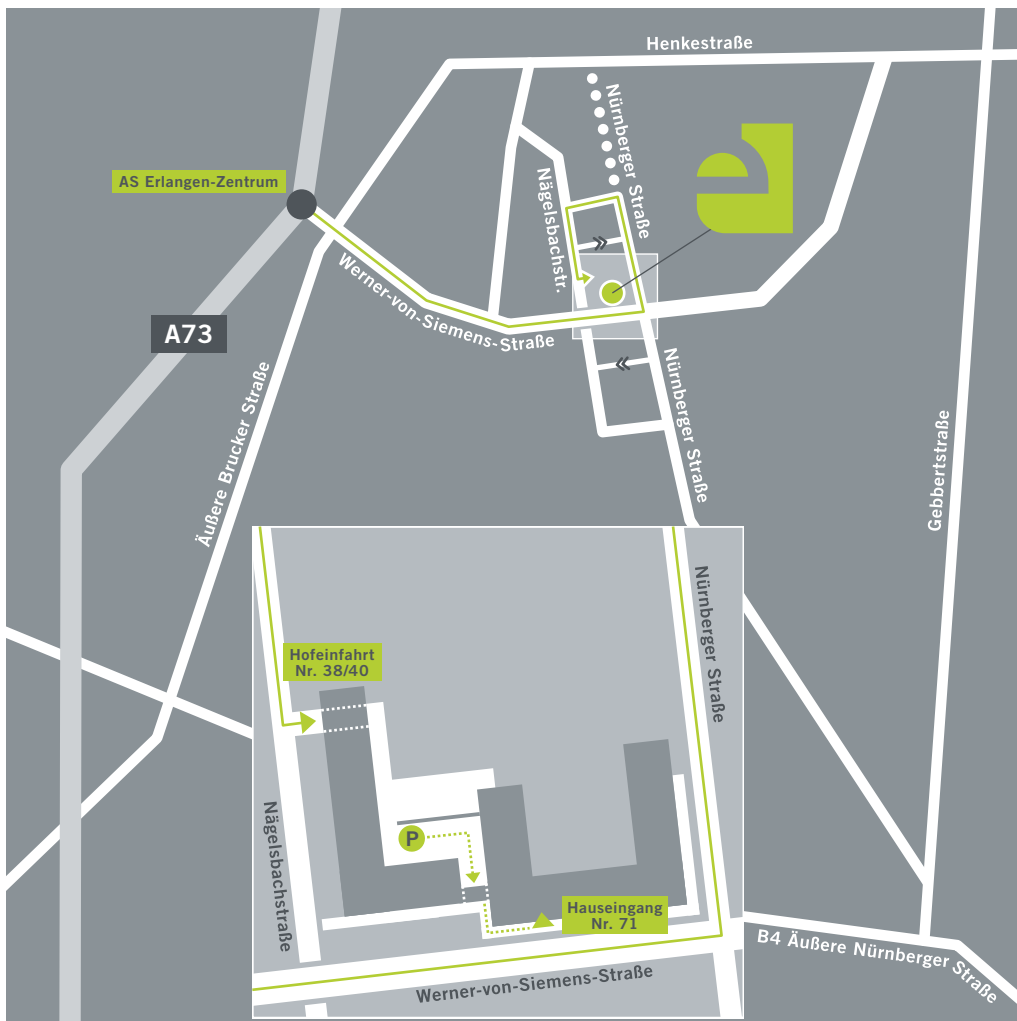 Henkestraße
Nürnberger Straße
AS Erlangen-Zentrum
Nägelsbachstr.
Werner-von-Siemens-Straße
A73
Äußere Brucker Straße
Nürnberger Straße
Gebbertstraße
Nürnberger Straße
Hofeinfahrt
Nr. 38/40
Nägelsbachstraße
P
Hauseingang
Nr. 71
B4 Äußere Nürnberger Straße
Werner-von-Siemens-Straße